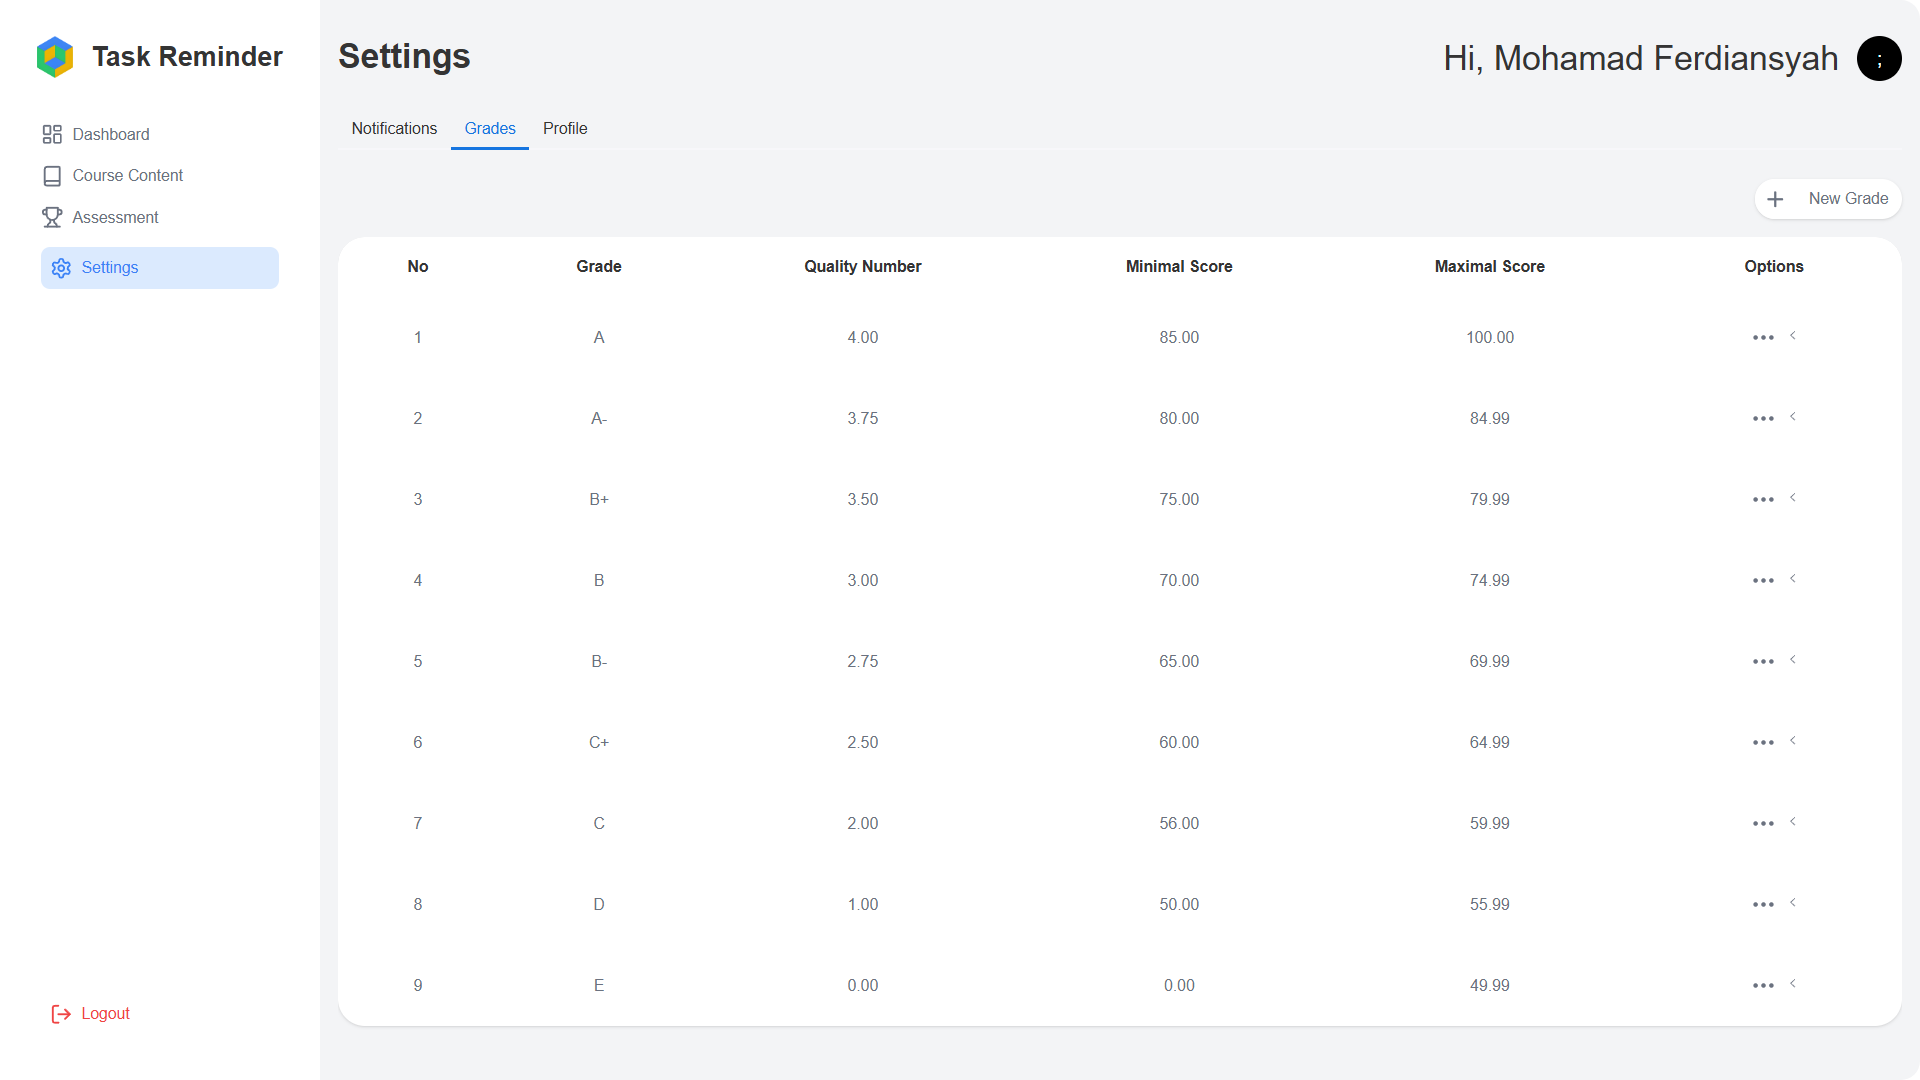 Task Reminder
Settings
Hi, Mohamad Ferdiansyah
;
Dashboard
Course Content
Assessment
Settings
Logout
Notifications Grades Profile
New Grade
No Grade Quality Number Minimal Score Maximal Score Options
1 A 4.00 85.00 100.00
2 A- 3.75 80.00 84.99
3 B+ 3.50 75.00 79.99
4 B 3.00 70.00 74.99
5 B- 2.75 65.00 69.99
6 C+ 2.50 60.00 64.99
7 C 2.00 56.00 59.99
8 D 1.00 50.00 55.99
9 E 0.00 0.00 49.99